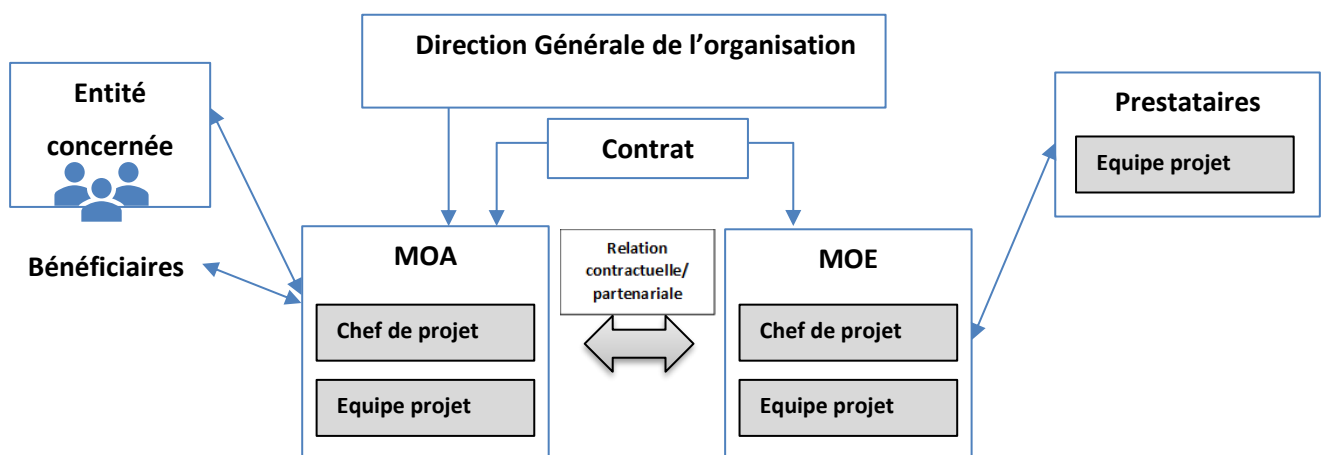 Direction Générale de l'organisation
Entité
concernée
Bénéficiaires
Contrat
Prestataires
Equipe projet
MOA
Chef de projet
Equipe projet
Relation
contractuelle/
partenariale
MOE
Chef de projet
Equipe projet